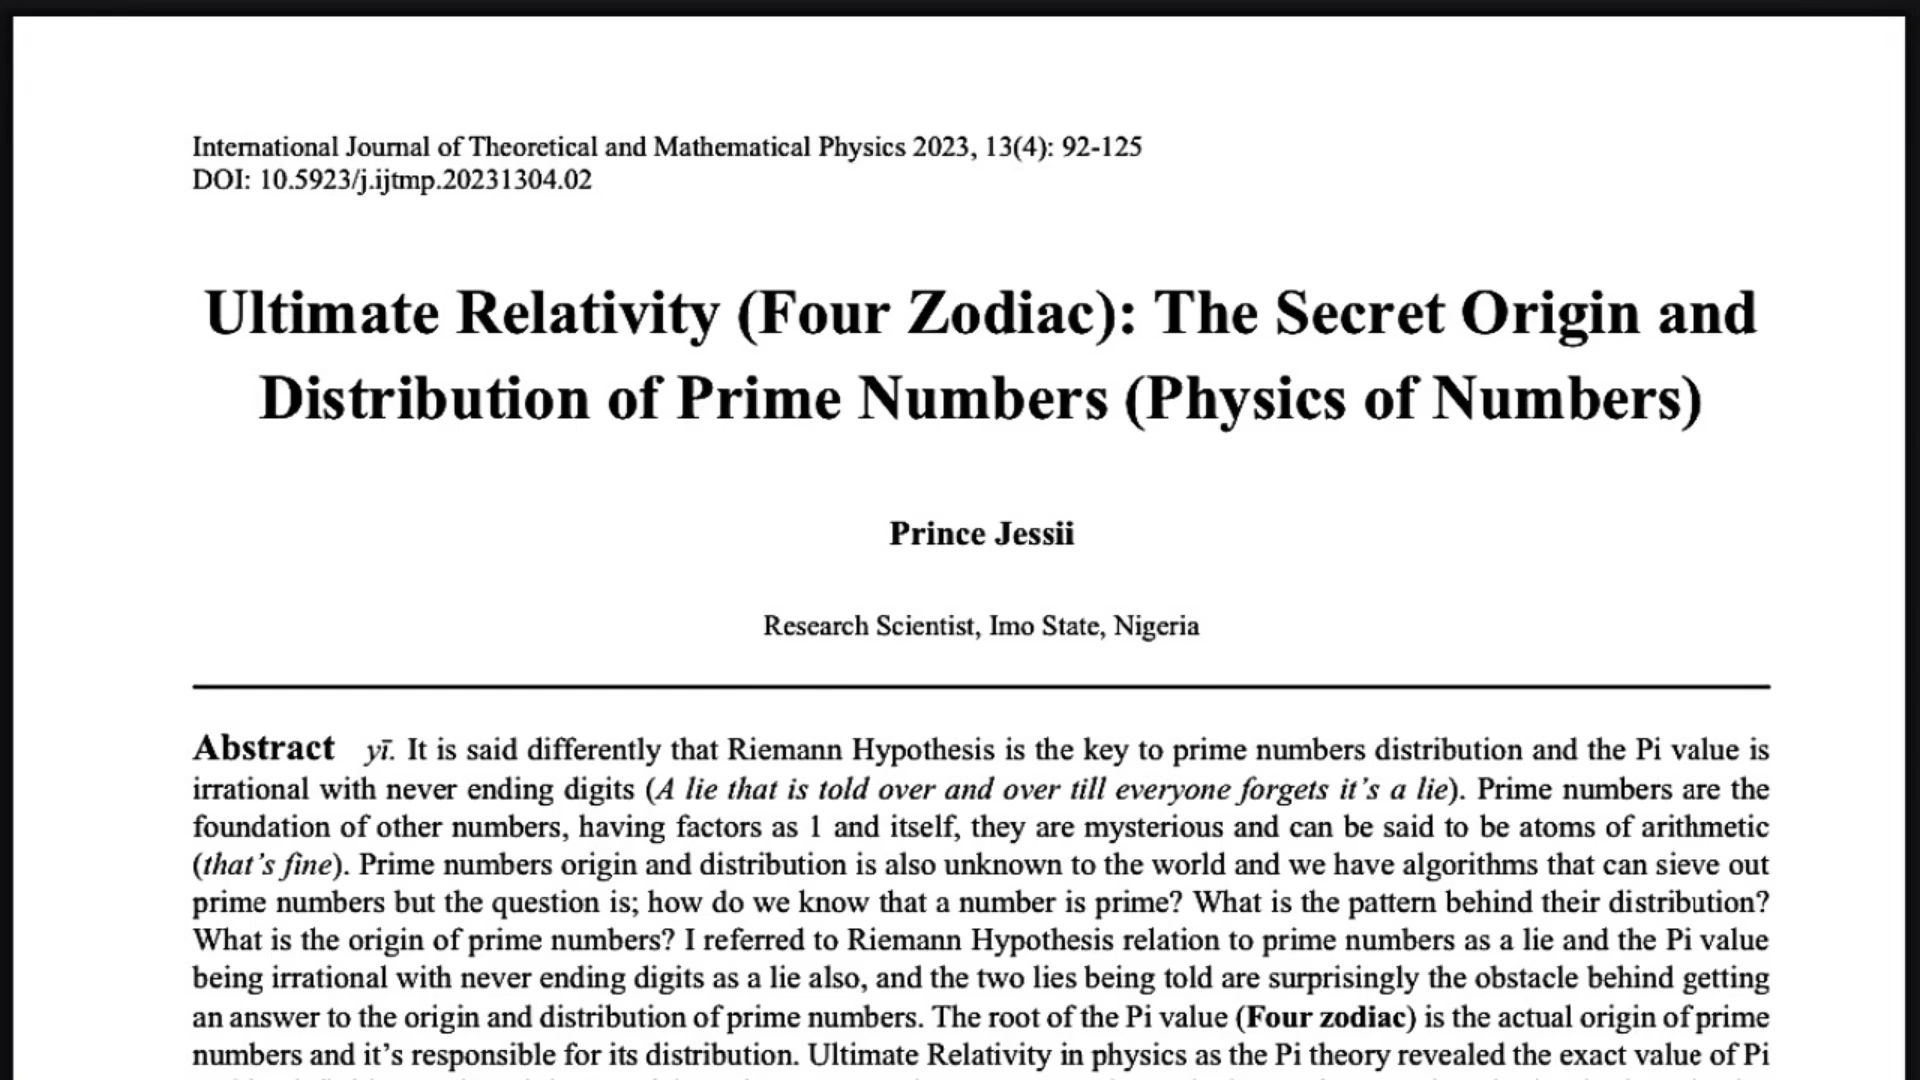 International Journal of Theoretical and Mathematical Physics 2023, 13(4): 92-125
DOI: 10.5923/j.ijtmp.20231304.02
Ultimate Relativity (Four Zodiac): The Secret Origin and
Distribution of Prime Numbers (Physics of Numbers)
Prince Jessii
Research Scientist, Imo State, Nigeria
Abstract yī. It is said differently that Riemann Hypothesis is the key to prime numbers distribution and the Pi value is
irrational with never ending digits (A lie that is told over and over till everyone forgets it's a lie). Prime numbers are the
foundation of other numbers, having factors as 1 and itself, they are mysterious and can be said to be atoms of arithmetic
(that's fine). Prime numbers origin and distribution is also unknown to the world and we have algorithms that can sieve out
prime numbers but the question is; how do we know that a number is prime? What is the pattern behind their distribution?
What is the origin of prime numbers? I referred to Riemann Hypothesis relation to prime numbers as a lie and the Pi value
being irrational with never ending digits as a lie also, and the two lies being told are surprisingly the obstacle behind getting
an answer to the origin and distribution of prime numbers. The root of the Pi value (Four zodiac) is the actual origin of prime
numbers and it's responsible for its distribution. Ultimate Relativity in physics as the Pi theory revealed the exact value of Pi